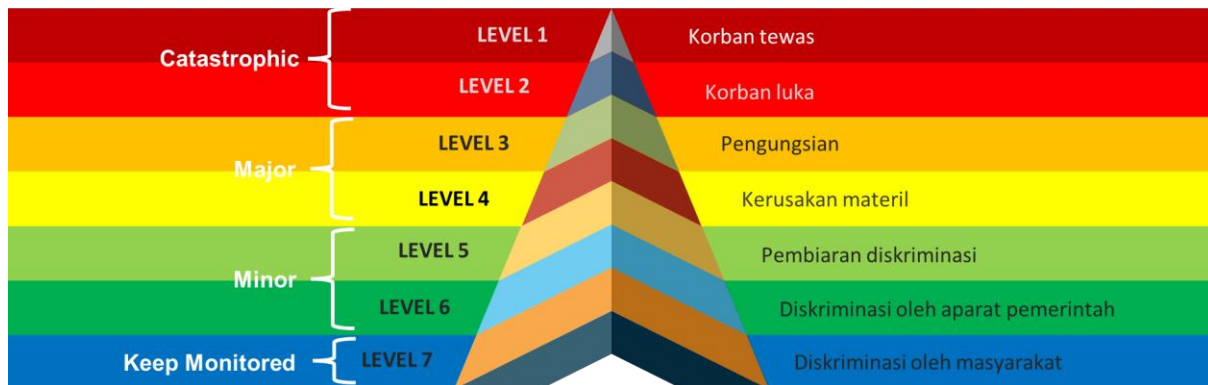 LEVEL 1 Korban tewas
Catastrophic
LEVEL 2 Korban luka
LEVEL 3 Pengungsian
Major
LEVEL 4 Kerusakan materil
LEVEL 5 Pembiaran diskriminasi
Minor
LEVEL 6 Diskriminasi oleh aparat pemerintah
Keep Monitored LEVEL 7 Diskriminasi oleh masyarakat